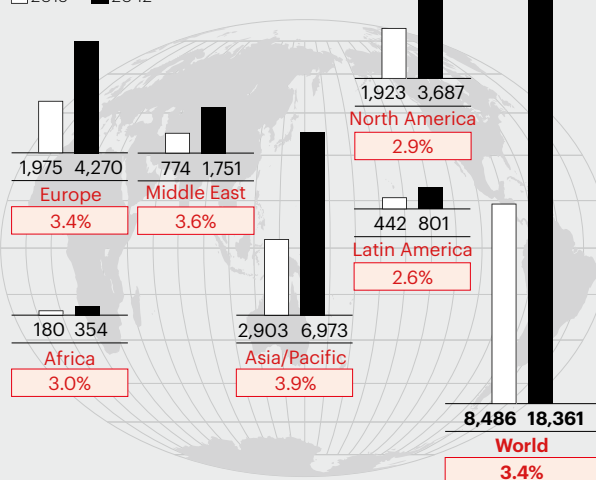 1,923 3,687
North America
2.9%
1,975 4,270
Europe
3.4%
774 1,751
Middle East
3.6%
442 801
Latin America
2.6%
180 354
Africa
3.0%
2,903 6,973
Asia/Pacific
3.9%
8,486 18,361
World
3.4%